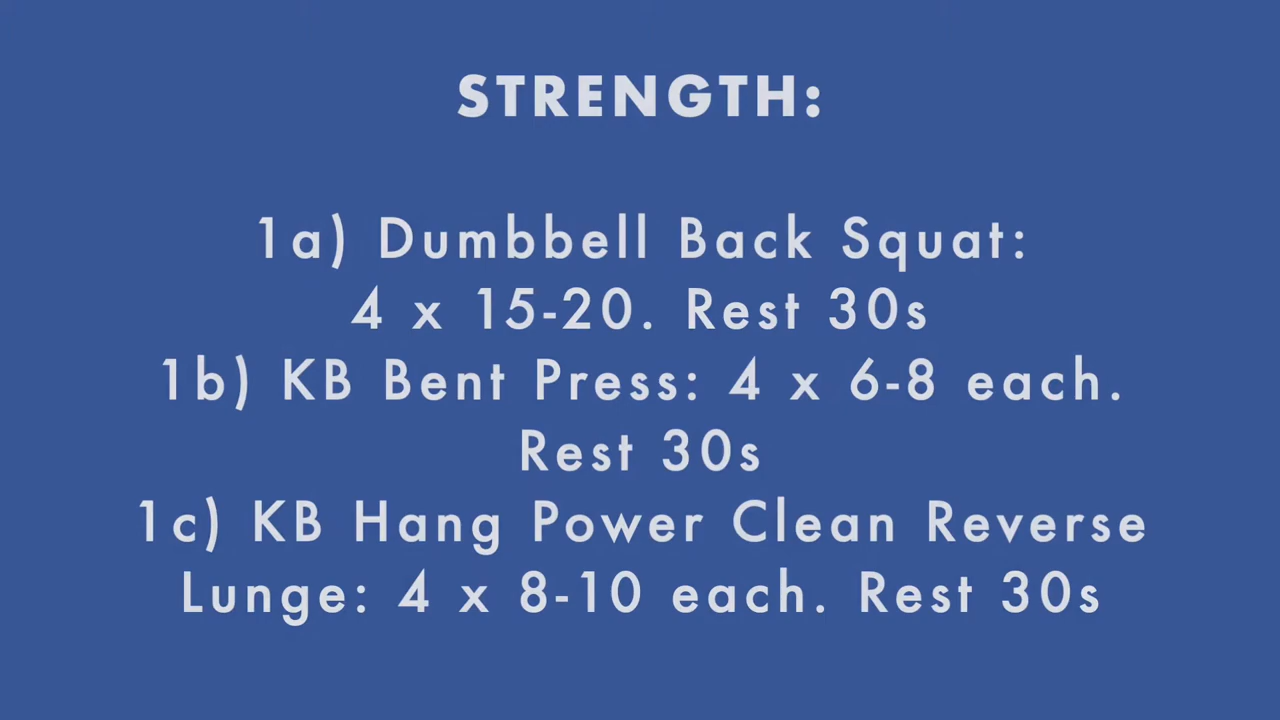 STRENGTH:
1a) Dumbbell Back Squat:
4 x 15-20. Rest 30s
1b) KB Bent Press: 4 x 6-8 each.
Rest 30s
1c) KB Hang Power Clean Reverse
Lunge: 4 x 8-10 each. Rest 30s